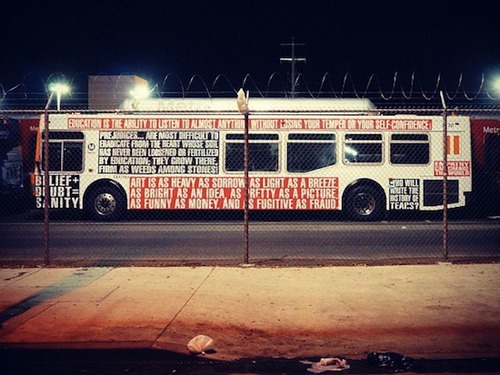 EDUCATION IS THE ABILITY TO LISTEN TO ALMOST ANYTHING WITHOUT LOSING YOUR TEMPER OR YOUR SELF-CONFIDENCE.
PREJUDICES... ARE MOST DIFFICULT TO
ERADICATE FROM THE HEART WHOSE SOIL
HAS NEVER BEEN LOOSENED OR FERTILIZED
BY EDUCATION; THEY GROW THERE,
FIRM AS WEEDS AMONG STONES!
BELIEF+
DOUBT=
SANITY
ART IS AS HEAVY AS SORROW, AS LIGHT AS A BREEZE,
AS BRIGHT AS AN IDEA, AS PRETTY AS A PICTURE,
AS FUNNY AS MONEY, AND AS FUGITIVE AS FRAUD.
WHO WILL
WRITE THE
HISTORY OF
TEARS?